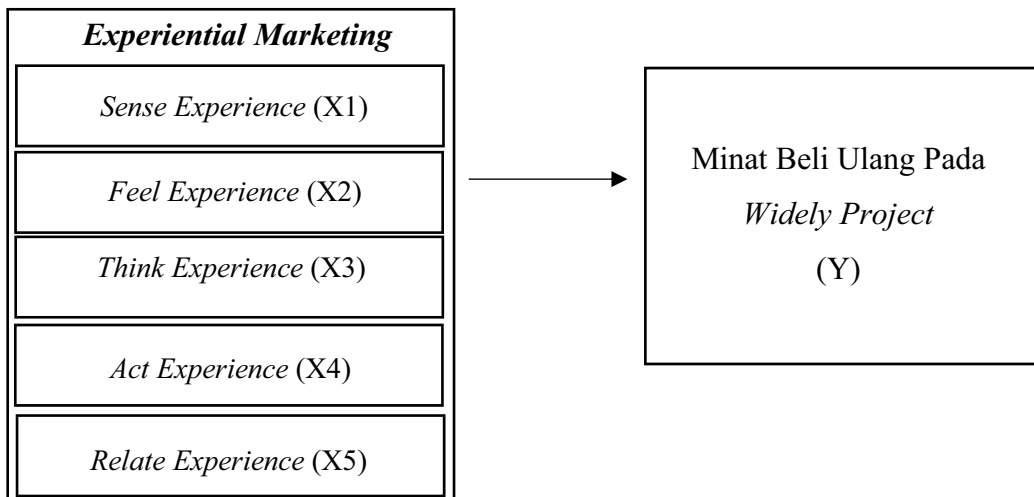 Experiential Marketing
Sense Experience (X1)
Feel Experience (X2)
Think Experience (X3)
Act Experience (X4)
Relate Experience (X5)
Minat Beli Ulang Pada
Widely Project
(Y)